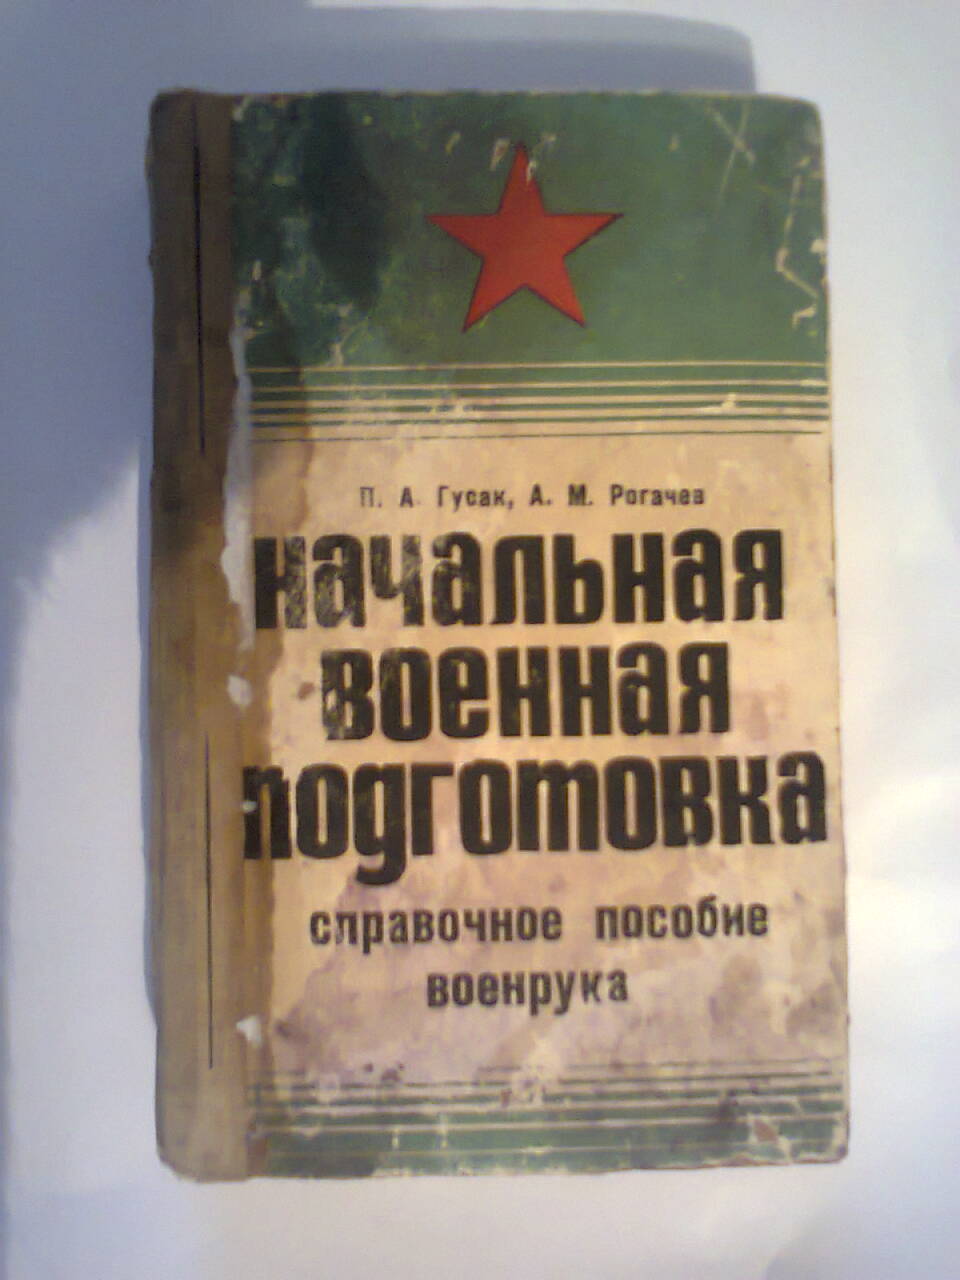 П. А. Гусак, А. М. Рогачев
начальная
военная
подготовка
справочное пособие
военрука